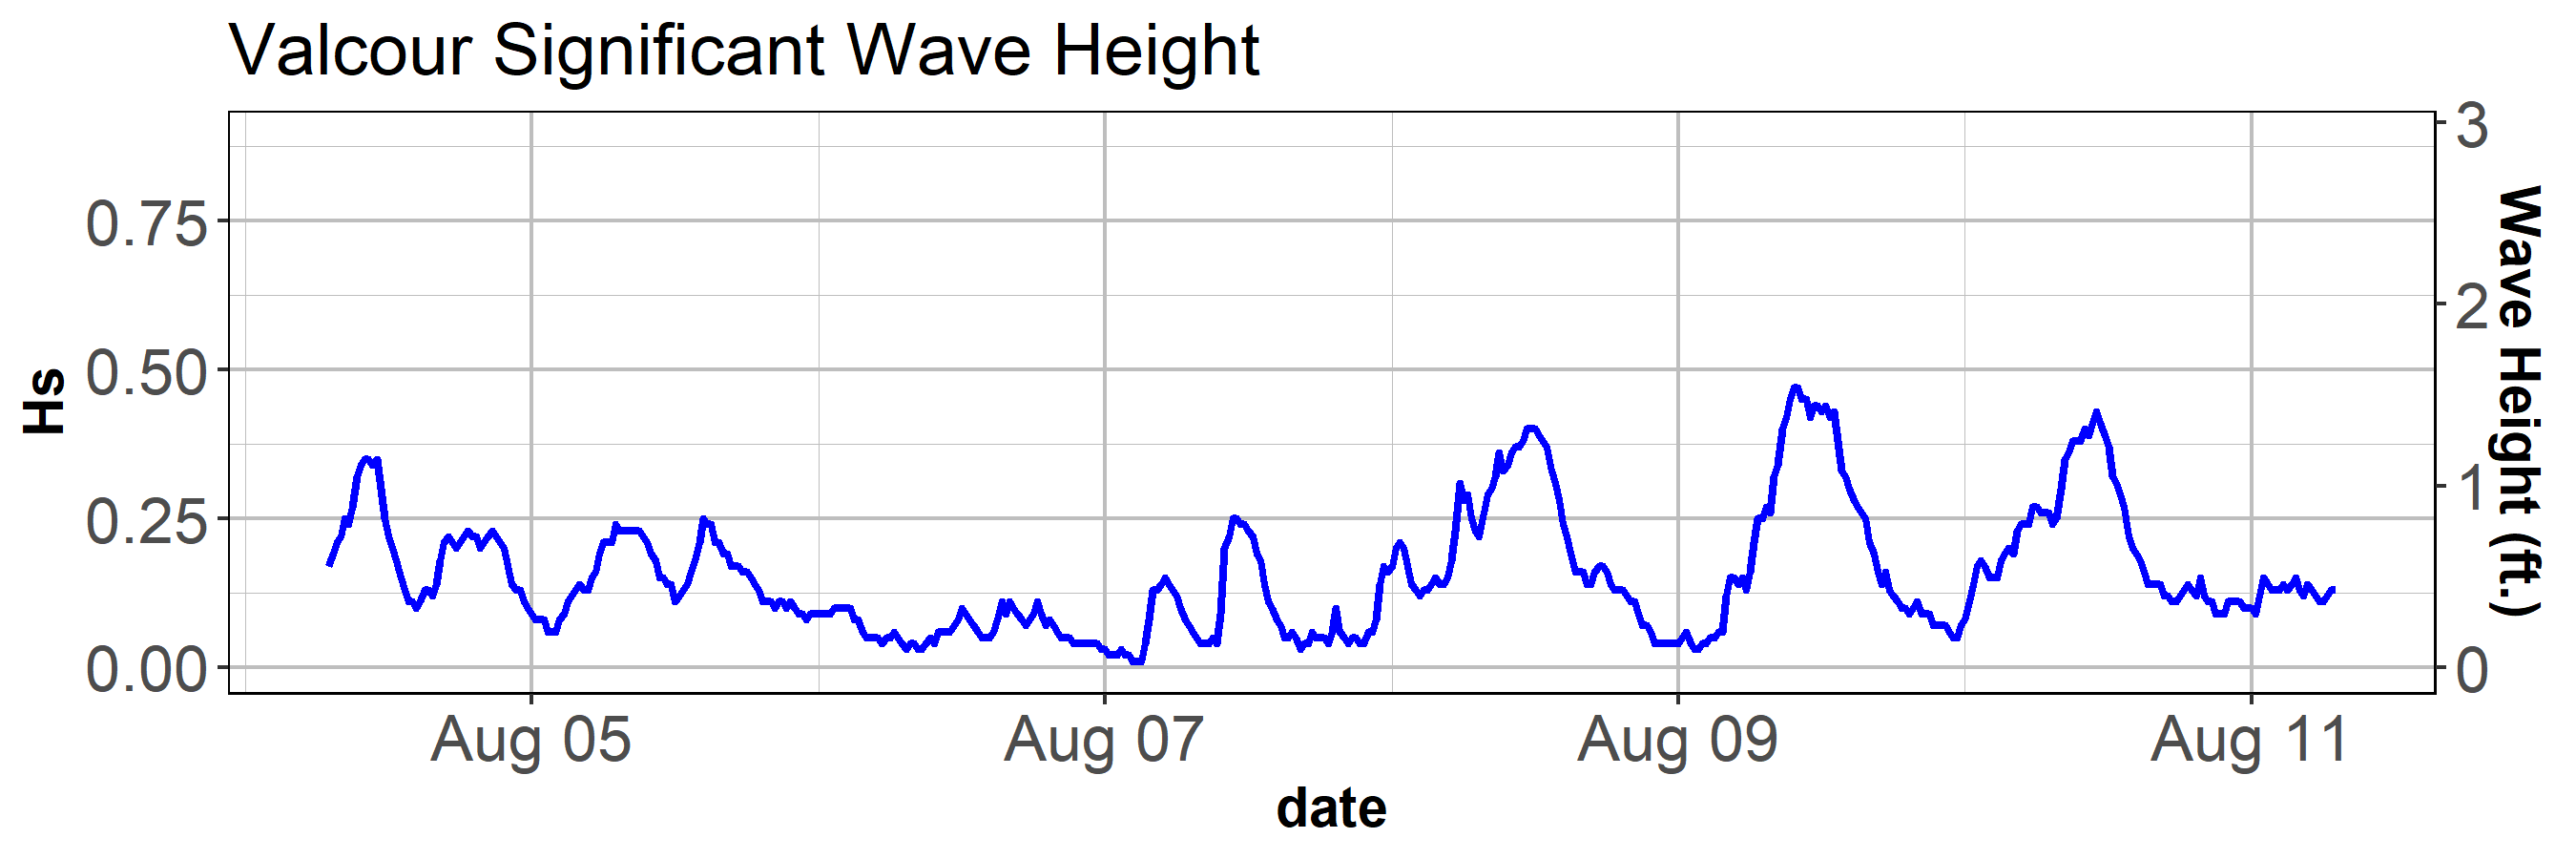 Valcour Significant Wave Height
Hs
0.75
0.50
0.25
0.00
3
2
1
0
Wave Height (ft.)
Aug 05
Aug 07
Aug 09
Aug 11
date